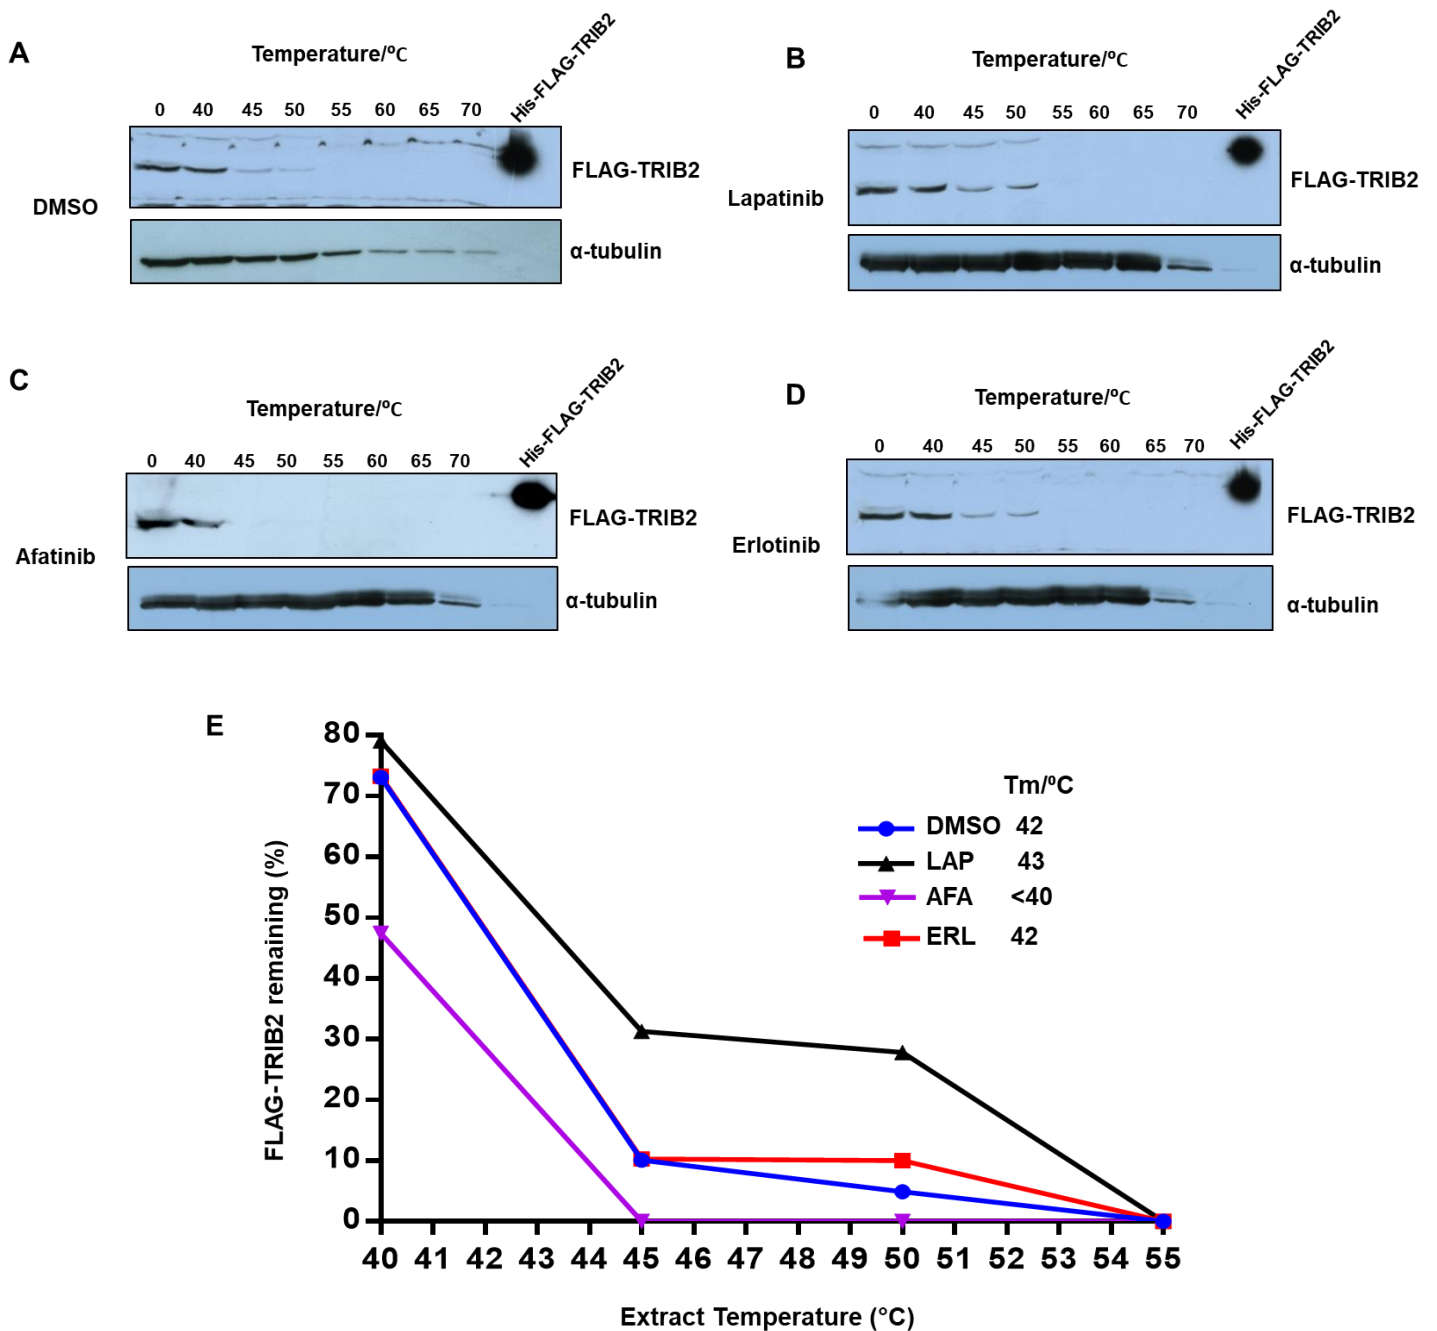 A
Temperature/ºC
0 40 45 50 55 60 65 70
His-FLAG-TRIB2
DMSO
FLAG-TRIB2
α-tubulin
B
Temperature/ºC
0 40 45 50 55 60 65 70
His-FLAG-TRIB2
Lapatinib
FLAG-TRIB2
α-tubulin
C
Temperature/ºC
0 40 45 50 55 60 65 70
His-FLAG-TRIB2
Afatinib
FLAG-TRIB2
α-tubulin
D
Temperature/ºC
0 40 45 50 55 60 65 70
His-FLAG-TRIB2
Erlotinib
FLAG-TRIB2
α-tubulin
E
FLAG-TRIB2 remaining (%)
80
70
60
50
40
30
20
10
0
Tm/ºC
DMSO 42
LAP 43
AFA <40
ERL 42
40 41 42 43 44 45 46 47 48 49 50 51 52 53 54 55
Extract Temperature (°C)